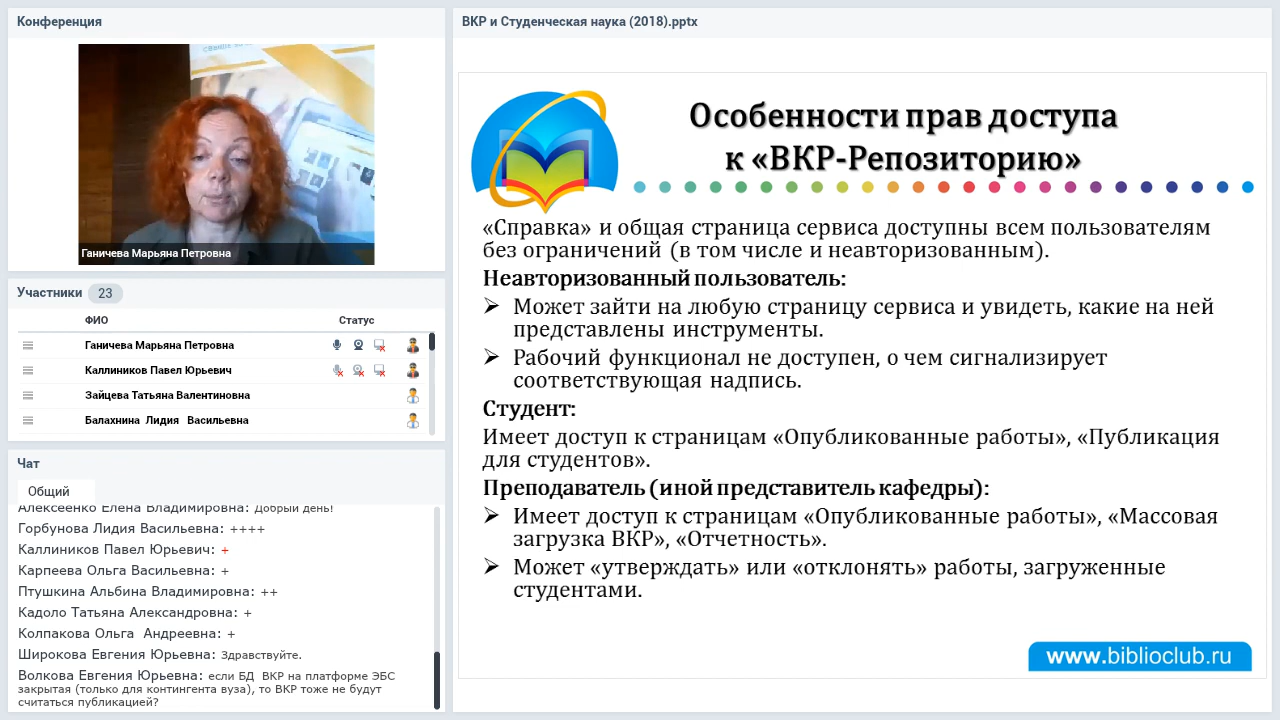 Конференция
Ганичева Марьяна Петровна
Участники 23
ФИО Статус
Ганичева Марьяна Петровна
Каллиников Павел Юрьевич
Зайцева Татьяна Валентиновна
Балахнина Лидия Васильевна
Чат
Общий
Алексеенко Елена Владимировна: Добрый день!
Горбунова Лидия Васильевна: ++++
Каллиников Павел Юрьевич: +
Карпеева Ольга Васильевна: +
Птушкина Альбина Владимировна: ++
Кадоло Татьяна Александровна: +
Колпакова Ольга Андреевна: +
Широкова Евгения Юрьевна: Здравствуйте.
Волкова Евгения Юрьевна: если БД ВКР на платформе ЭБС
закрытая (только для контингента вуза), то ВКР тоже не будут
считаться публикацией?
ВКР и Студенческая наука (2018).pptx
Особенности прав доступа
к «ВКР-Репозиторию»
«Справка» и общая страница сервиса доступны всем пользователям
без ограничений (в том числе и неавторизованным).
Неавторизованный пользователь:
Может зайти на любую страницу сервиса и увидеть, какие на ней
представлены инструменты.
Рабочий функционал не доступен, о чем сигнализирует
соответствующая надпись.
Студент:
Имеет доступ к страницам «Опубликованные работы», «Публикация
для студентов».
Преподаватель (иной представитель кафедры):
Имеет доступ к страницам «Опубликованные работы», «Массовая
загрузка ВКР», «Отчетность».
Может «утверждать» или «отклонять» работы, загруженные
студентами.
www.biblioclub.ru